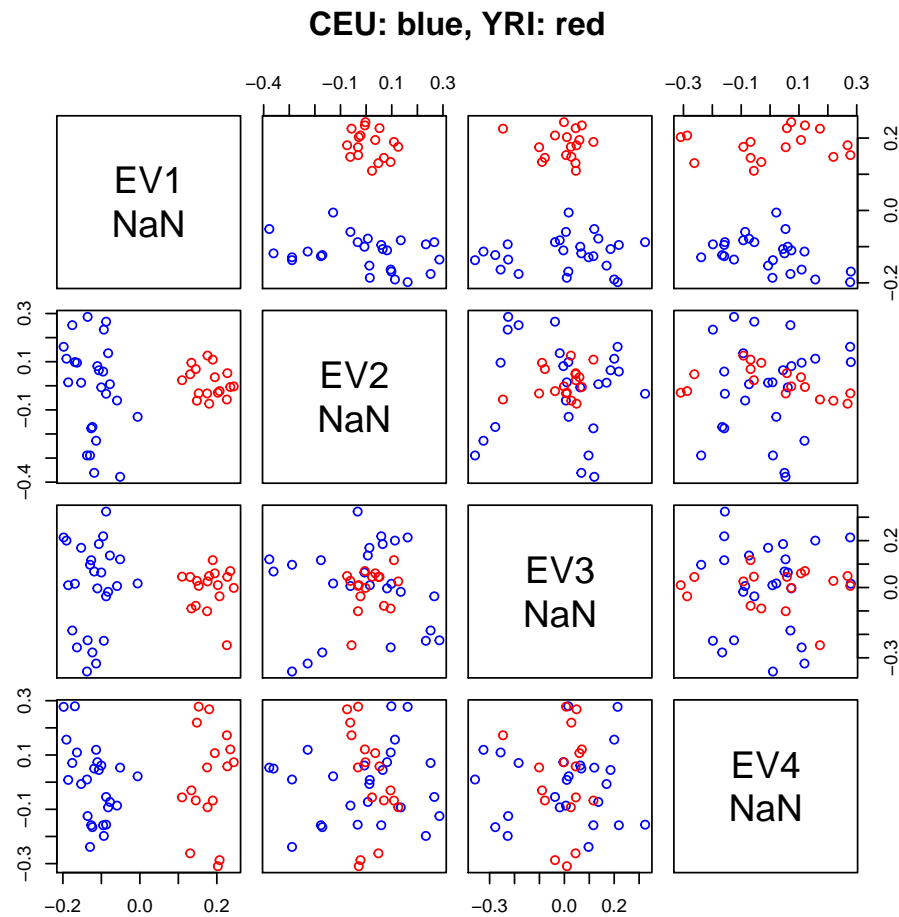 CEU: blue, YRI: red
−0.4 −0.1 0.1 0.3 −0.3 −0.1 0.1 0.3
EV1
NaN
−0.2 0.0 0.2
−0.4 −0.1 0.1 0.3
EV2
NaN
EV3
NaN
−0.3 0.0 0.2
−0.3 −0.1 0.1 0.3
EV4
NaN
−0.2 0.0 0.2 −0.3 0.0 0.2